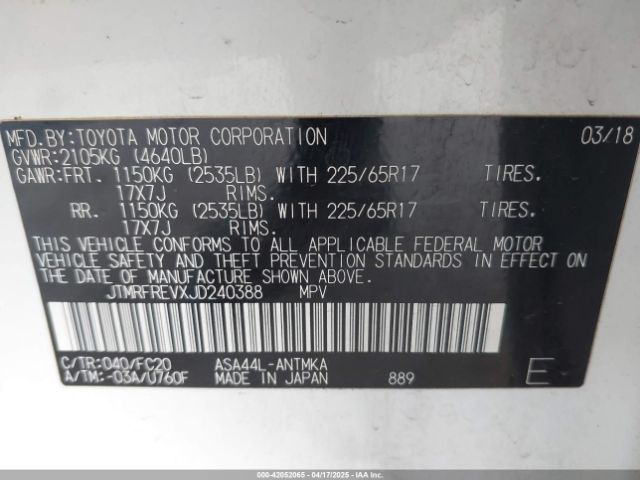 MFD.BY:TOYOTA MOTOR CORPORATION 03/18
GVWR:2105KG (4640LB)
GAWR:FRT. 1150KG (2535LB) WITH 225/65R17 TIRES.
17X7J RIMS.
RR. 1150KG (2535LB) WITH 225/65R17 TIRES.
17X7J RIMS.
THIS VEHICLE CONFORMS TO ALL APPLICABLE FEDERAL MOTOR
VEHICLE SAFETY AND THEFT PREVENTION STANDARDS IN EFFECT ON
THE DATE OF MANUFACTURE SHOWN ABOVE.
JTMRFREVXJD240388 MPV
C/TR:040/FC20 ASA44L-ANTMKA
A/TM:-03A/U760F MADE IN JAPAN 889 E
000-42052065 - 04/17/2025 - IAAI.COM